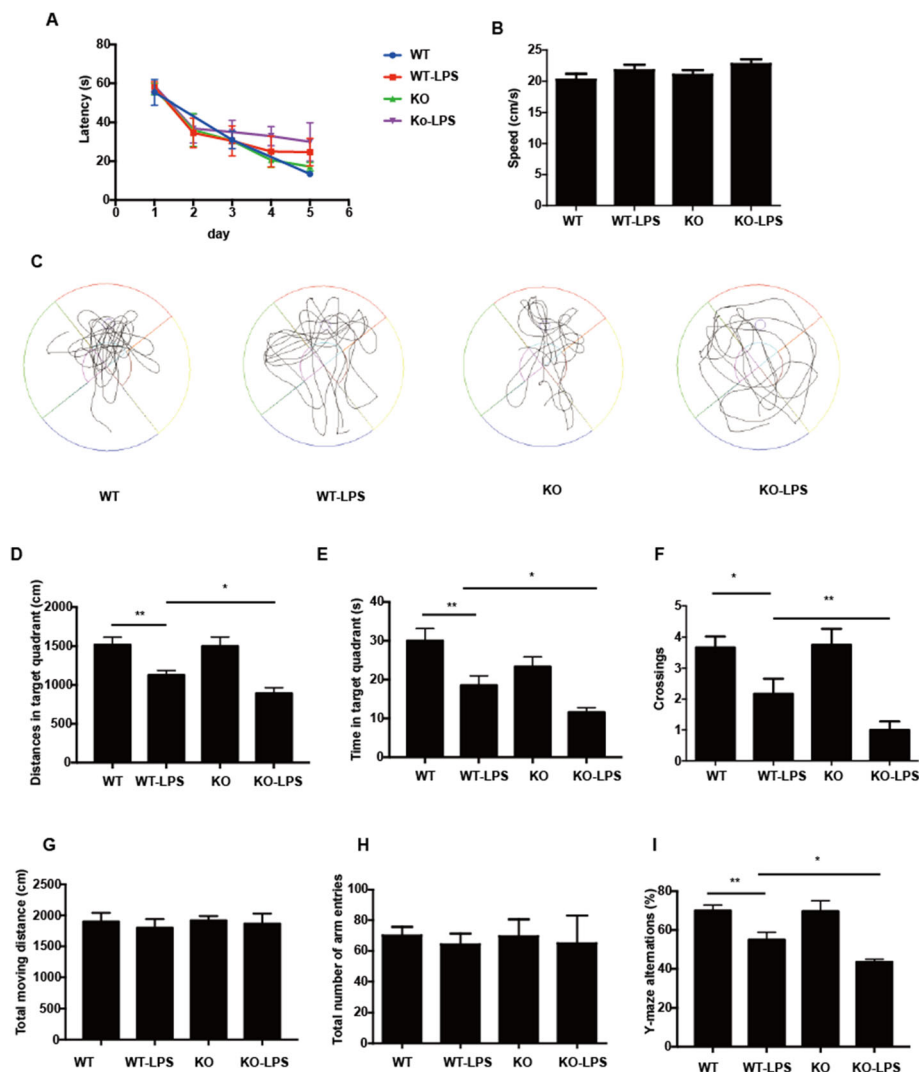 A
80
60
40
20
0
Latency (s)
0 1 2 3 4 5 6
day
WT
WT-LPS
KO
Ko-LPS
B
25
20
15
10
5
0
Speed (cm/s)
WT WT-LPS KO KO-LPS
C
WT WT-LPS KO KO-LPS
D
2000
1500
1000
500
0
Distances in target quadrant (cm)
**
*
WT WT-LPS KO KO-LPS
E
40
30
20
10
0
Time in target quadrant (s)
**
*
WT WT-LPS KO KO-LPS
F
5
4
3
2
1
0
Crossings
*
**
WT WT-LPS KO KO-LPS
G
2500
2000
1500
1000
500
0
Total moving distance (cm)
WT WT-LPS KO KO-LPS
H
100
80
60
40
20
0
Total number of arm entries
WT WT-LPS KO KO-LPS
I
80
60
40
20
0
Y-maze alternations (%)
**
*
WT WT-LPS KO KO-LPS